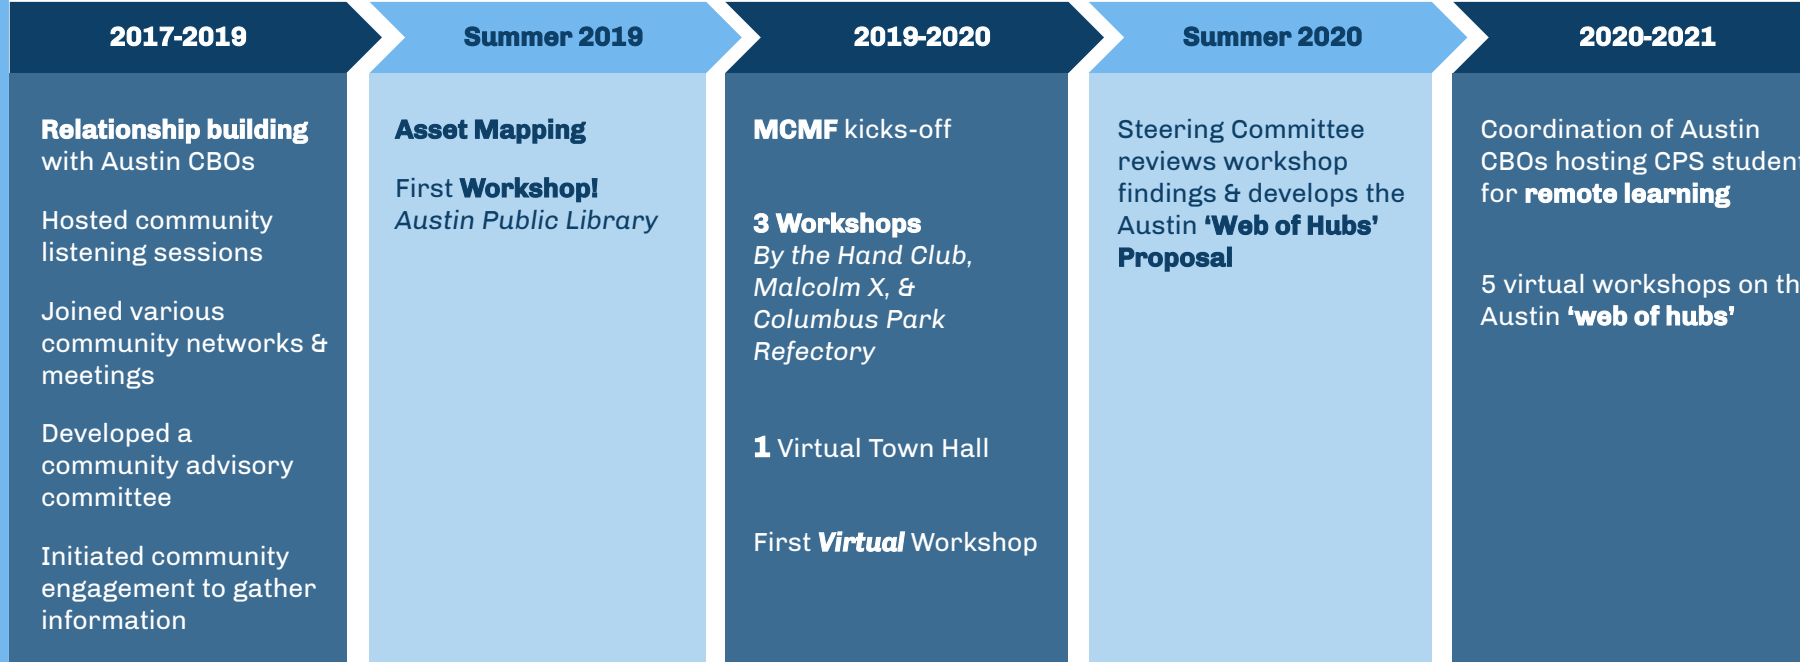 2017-2019
Relationship building
with Austin CBOs
Hosted community
listening sessions
Joined various
community networks &
meetings
Developed a
community advisory
committee
Initiated community
engagement to gather
information
Summer 2019
Asset Mapping
First Workshop!
Austin Public Library
2019-2020
MCMF kicks-off
3 Workshops
By the Hand Club,
Malcolm X, &
Columbus Park
Refectory
1 Virtual Town Hall
First Virtual Workshop
Summer 2020
Steering Committee
reviews workshop
findings & develops the
Austin ‘Web of Hubs’
Proposal
2020-2021
Coordination of Austin
CBOs hosting CPS
for remote learning
5 virtual workshops on
Austin ‘web of hubs’